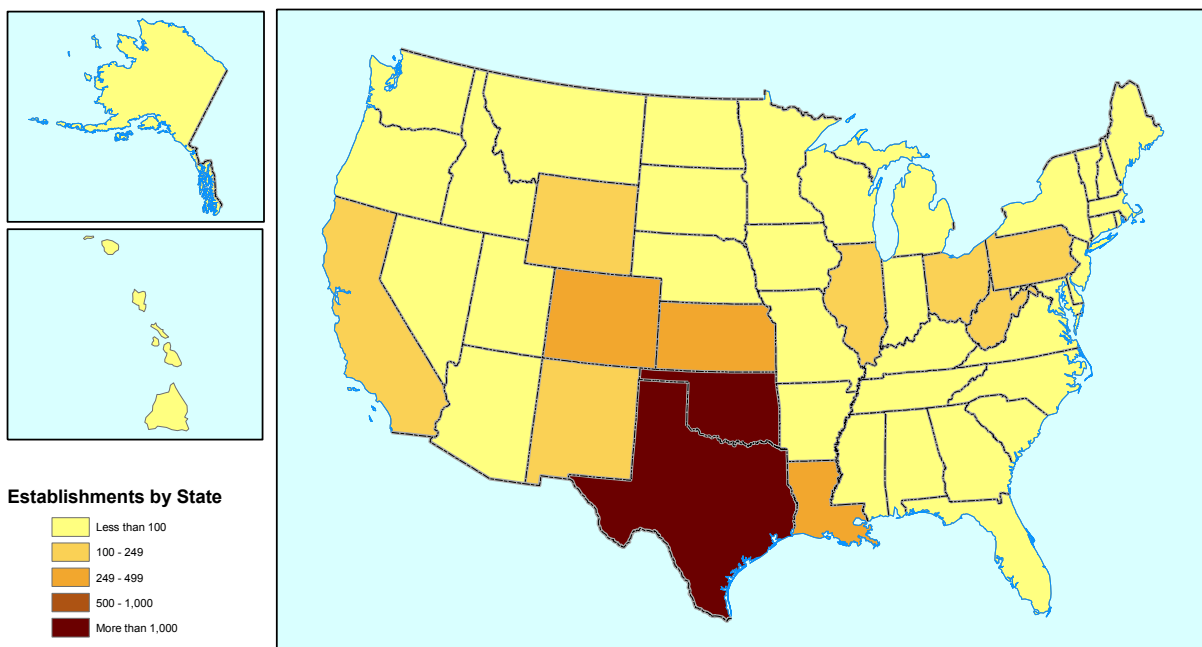 Establishments by State
Less than 100
100 - 249
249 - 499
500 - 1,000
More than 1,000